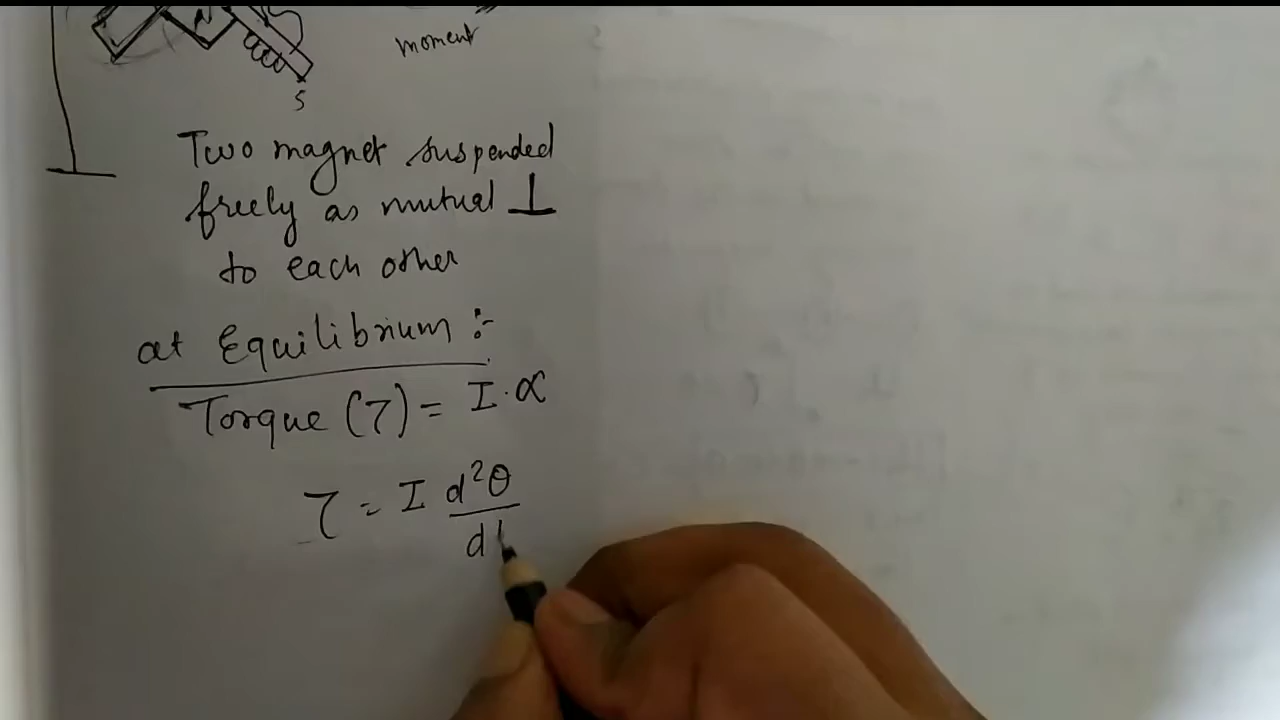 N
moment
S
Two magnet suspended
freely as mutual ⊥
to each other
at Equilibrium :-
Torque (τ) = I·α
τ = I d²θ
d